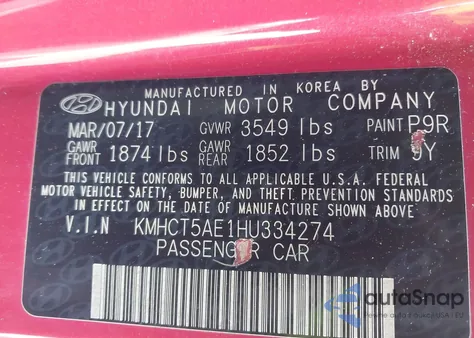 MANUFACTURED IN KOREA BY
HYUNDAI MOTOR COMPANY
MAR/07/17 GVWR 3549 lbs PAINT P9R
GAWR FRONT 1874 lbs GAWR REAR 1852 lbs TRIM 9Y
THIS VEHICLE CONFORMS TO ALL APPLICABLE U.S.A. FEDERAL
MOTOR VEHICLE SAFETY, BUMPER, AND THEFT PREVENTION STANDARDS
IN EFFECT ON THE DATE OF MANUFACTURE SHOWN ABOVE.
V.I.N KMHCT5AE1HU334274
PASSENGER CAR
autoSnap